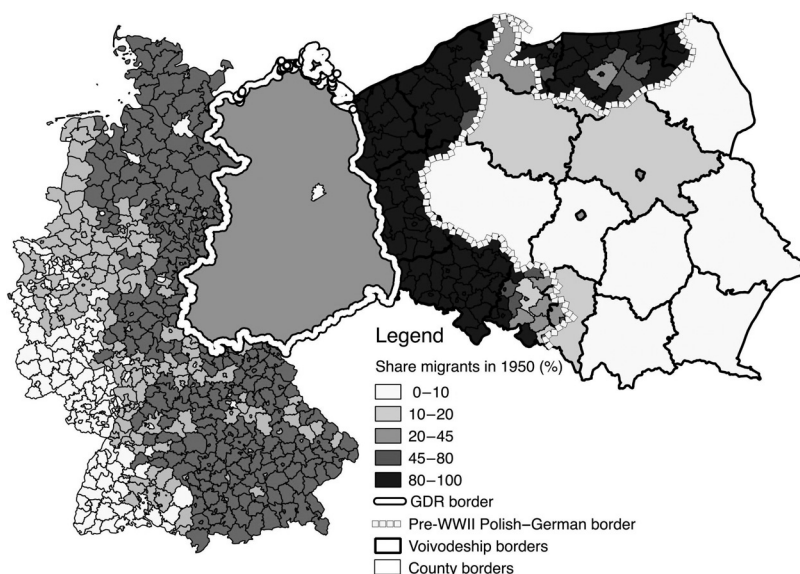 Legend
Share migrants in 1950 (%)
0–10
10–20
20–45
45–80
80–100
GDR border
Pre–WWII Polish–German border
Voivodeship borders
County borders